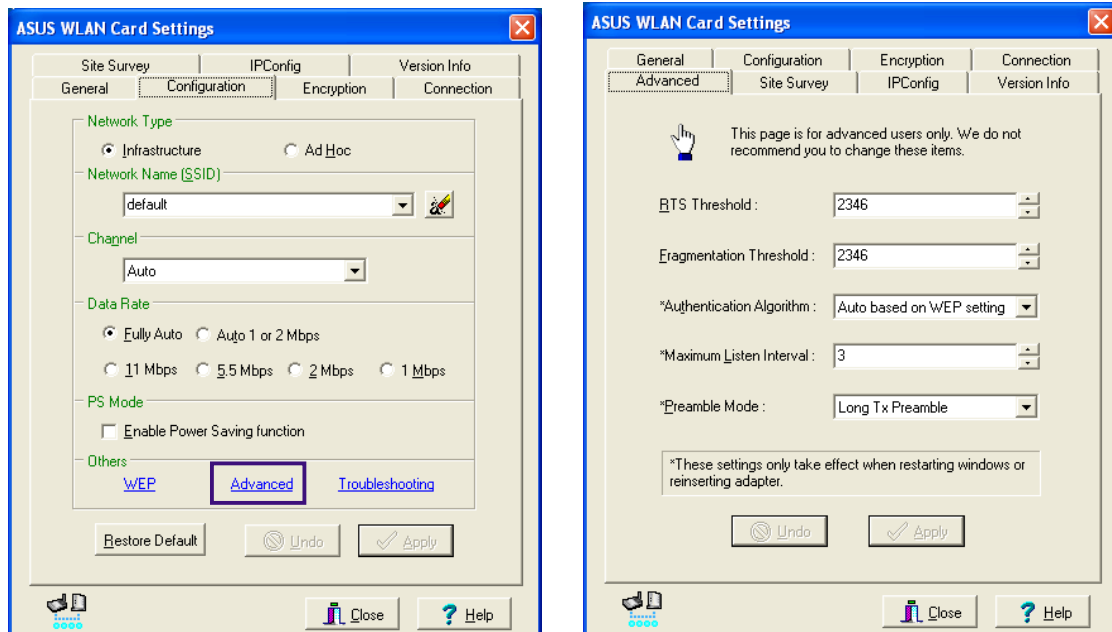 ASUS WLAN Card Settings
Site Survey IPConfig Version Info
General Configuration Encryption Connection
Network Type
Infrastructure Ad Hoc
Network Name (SSID)
default
Channel
Auto
Data Rate
Fully Auto Auto 1 or 2 Mbps
11 Mbps 5.5 Mbps 2 Mbps 1 Mbps
PS Mode
Enable Power Saving function
Others
WEP Advanced Troubleshooting
Restore Default Undo Apply
Close Help
ASUS WLAN Card Settings
General Configuration Encryption Connection
Advanced Site Survey IPConfig Version Info
This page is for advanced users only. We do not
recommend you to change these items.
RTS Threshold : 2346
Fragmentation Threshold : 2346
*Authentication Algorithm : Auto based on WEP setting
*Maximum Listen Interval : 3
*Preamble Mode : Long Tx Preamble
*These settings only take effect when restarting windows or
reinserting adapter.
Undo Apply
Close Help